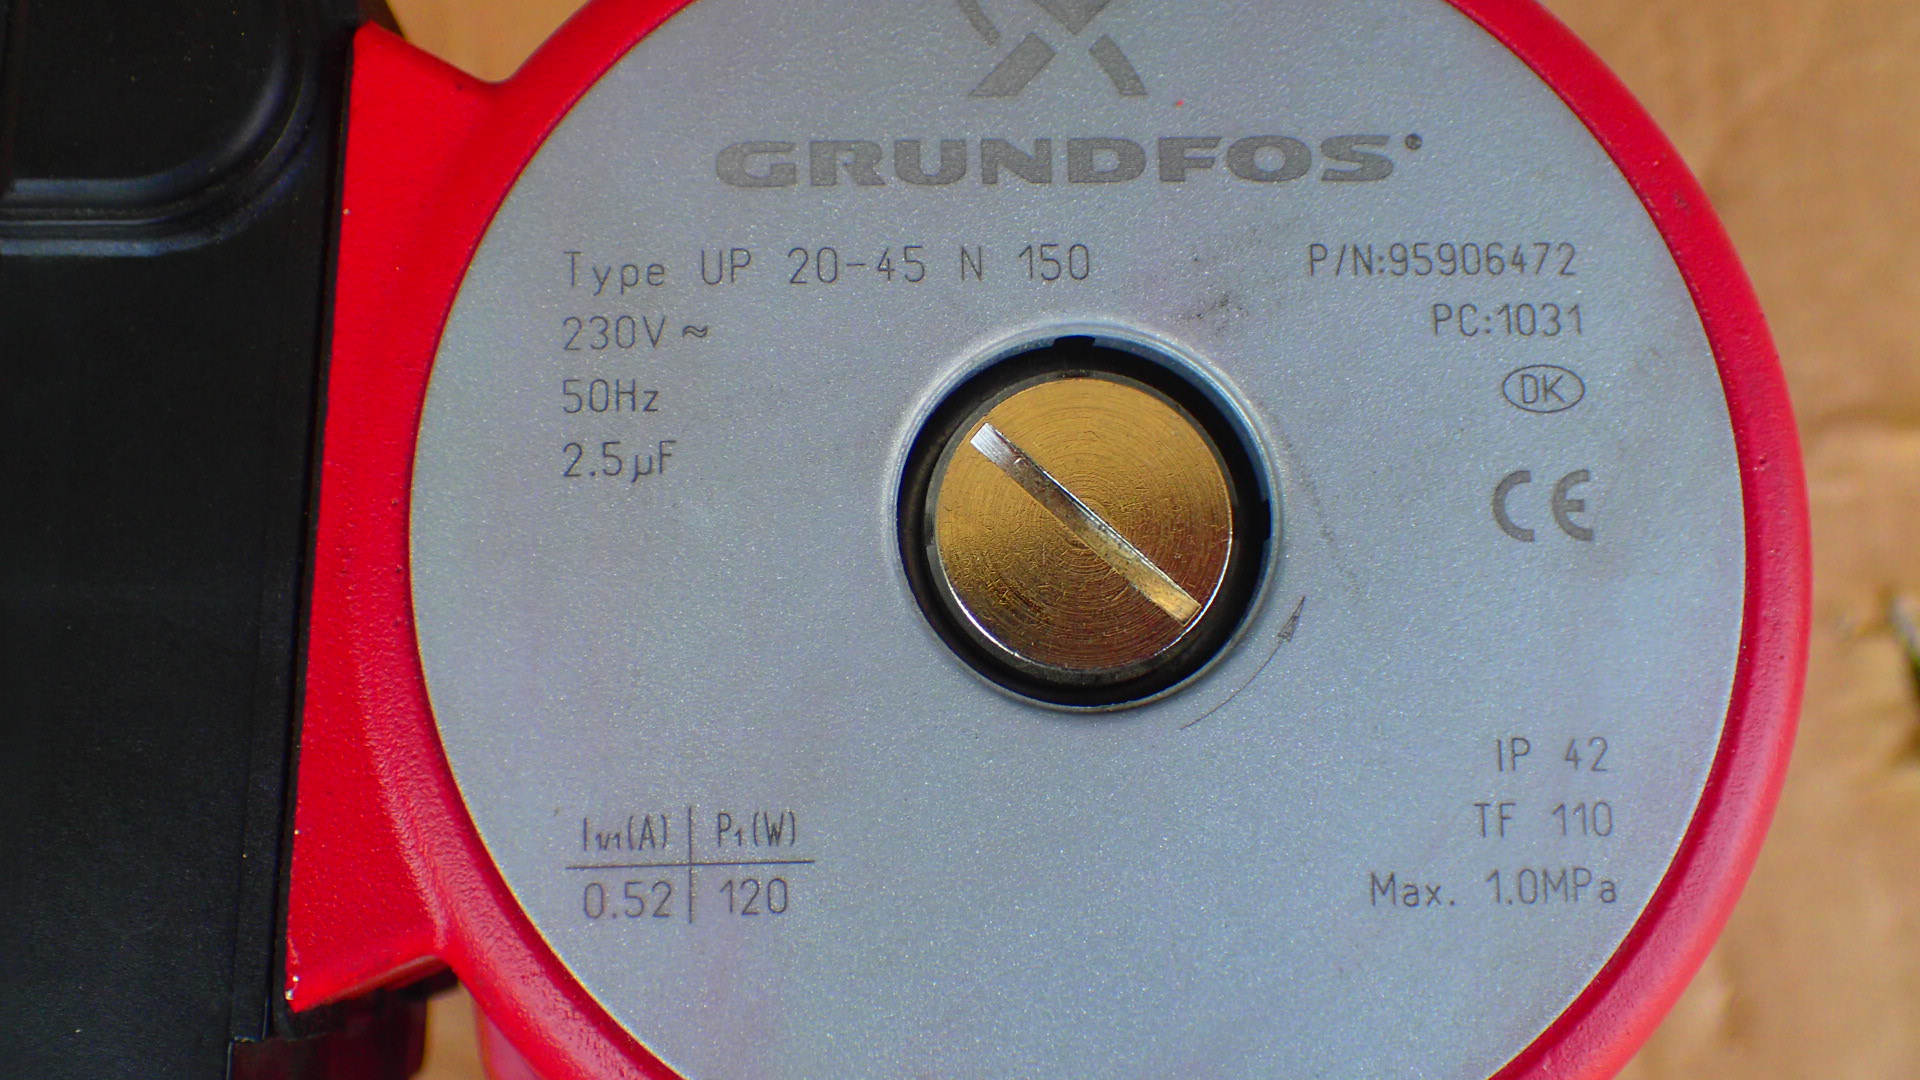 GRUNDFOS
Type UP 20-45 N 150
P/N:95906472
230V ~
PC:1031
50Hz
DK
2.5µF
CE
IP 42
TF 110
I1/1(A) P1(W)
0.52 120
Max. 1.0MPa